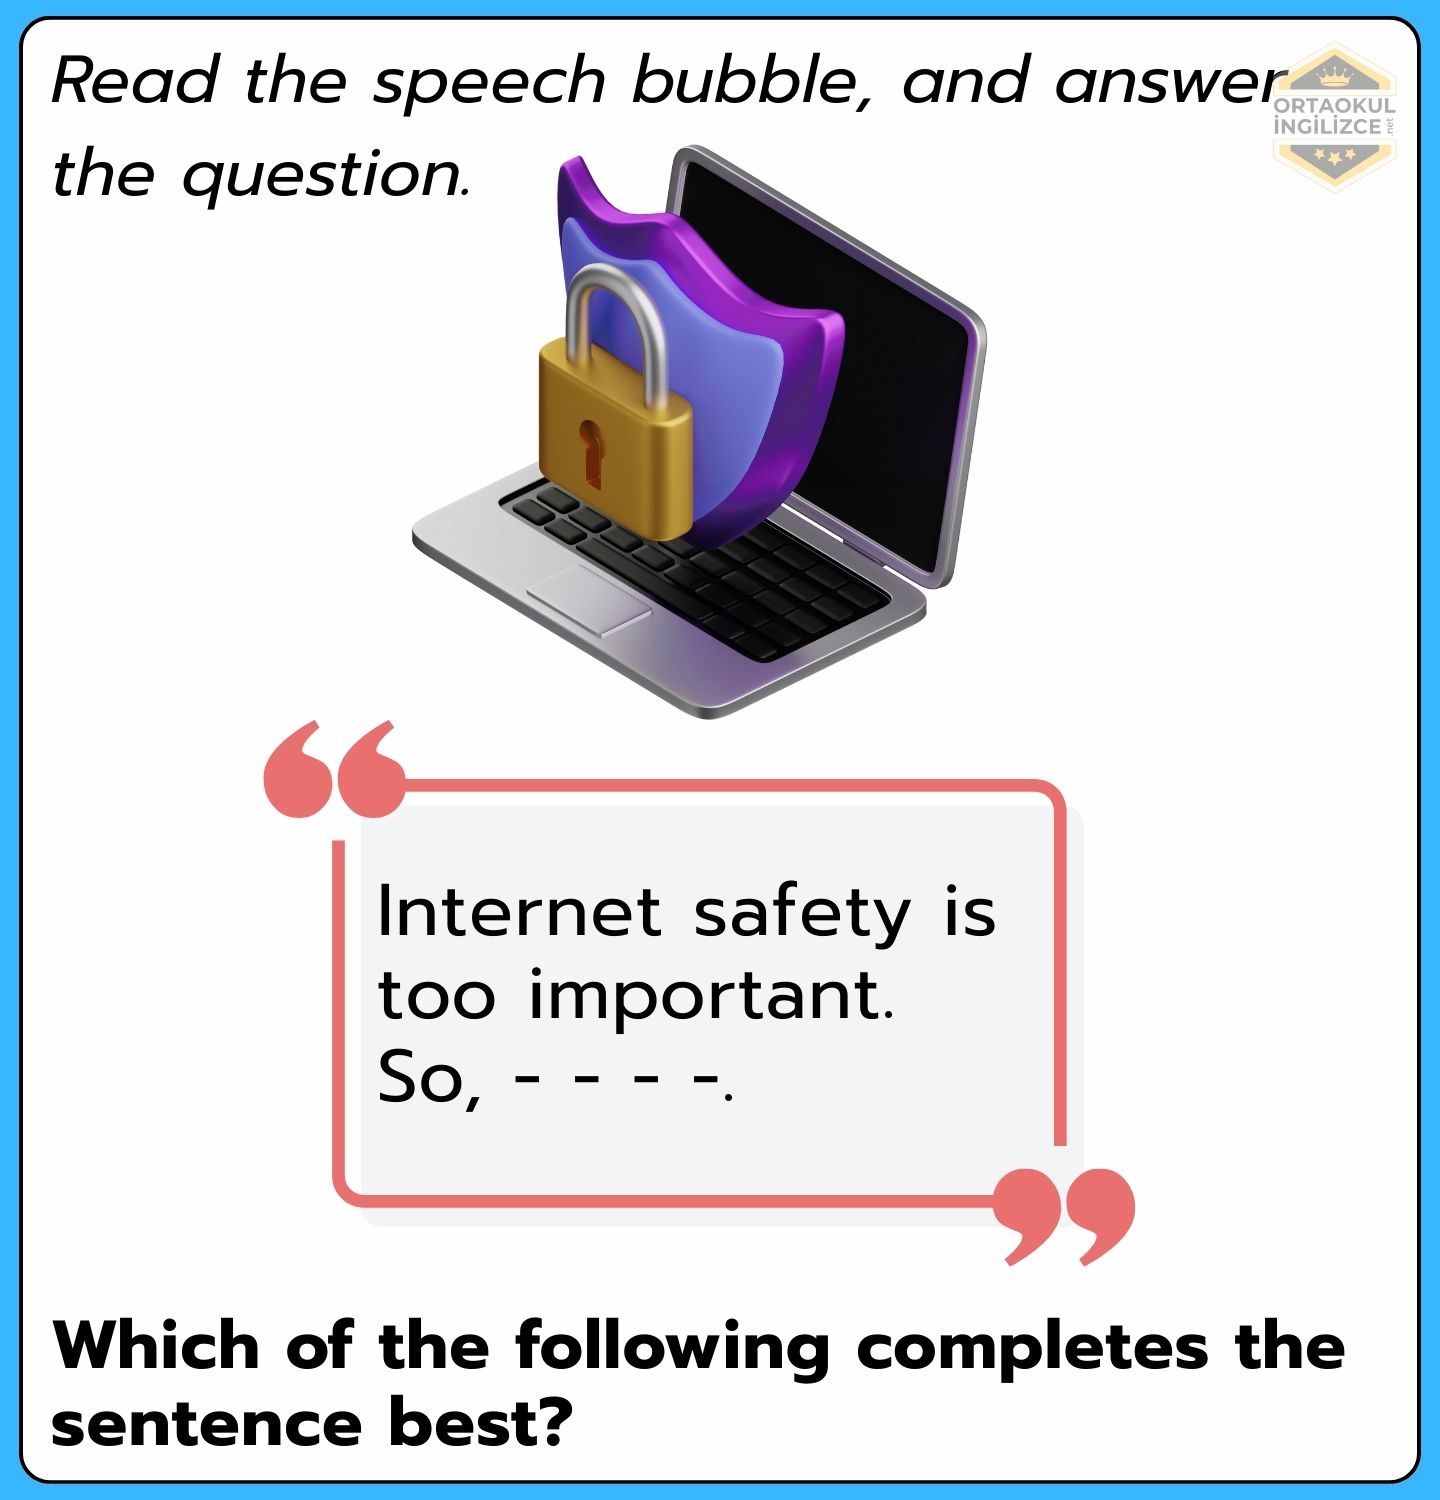 Read the speech bubble, and answer
the question.
ORTAOKUL
İNGİLİZCE .net
Internet safety is
too important.
So, - - - -.
Which of the following completes the
sentence best?